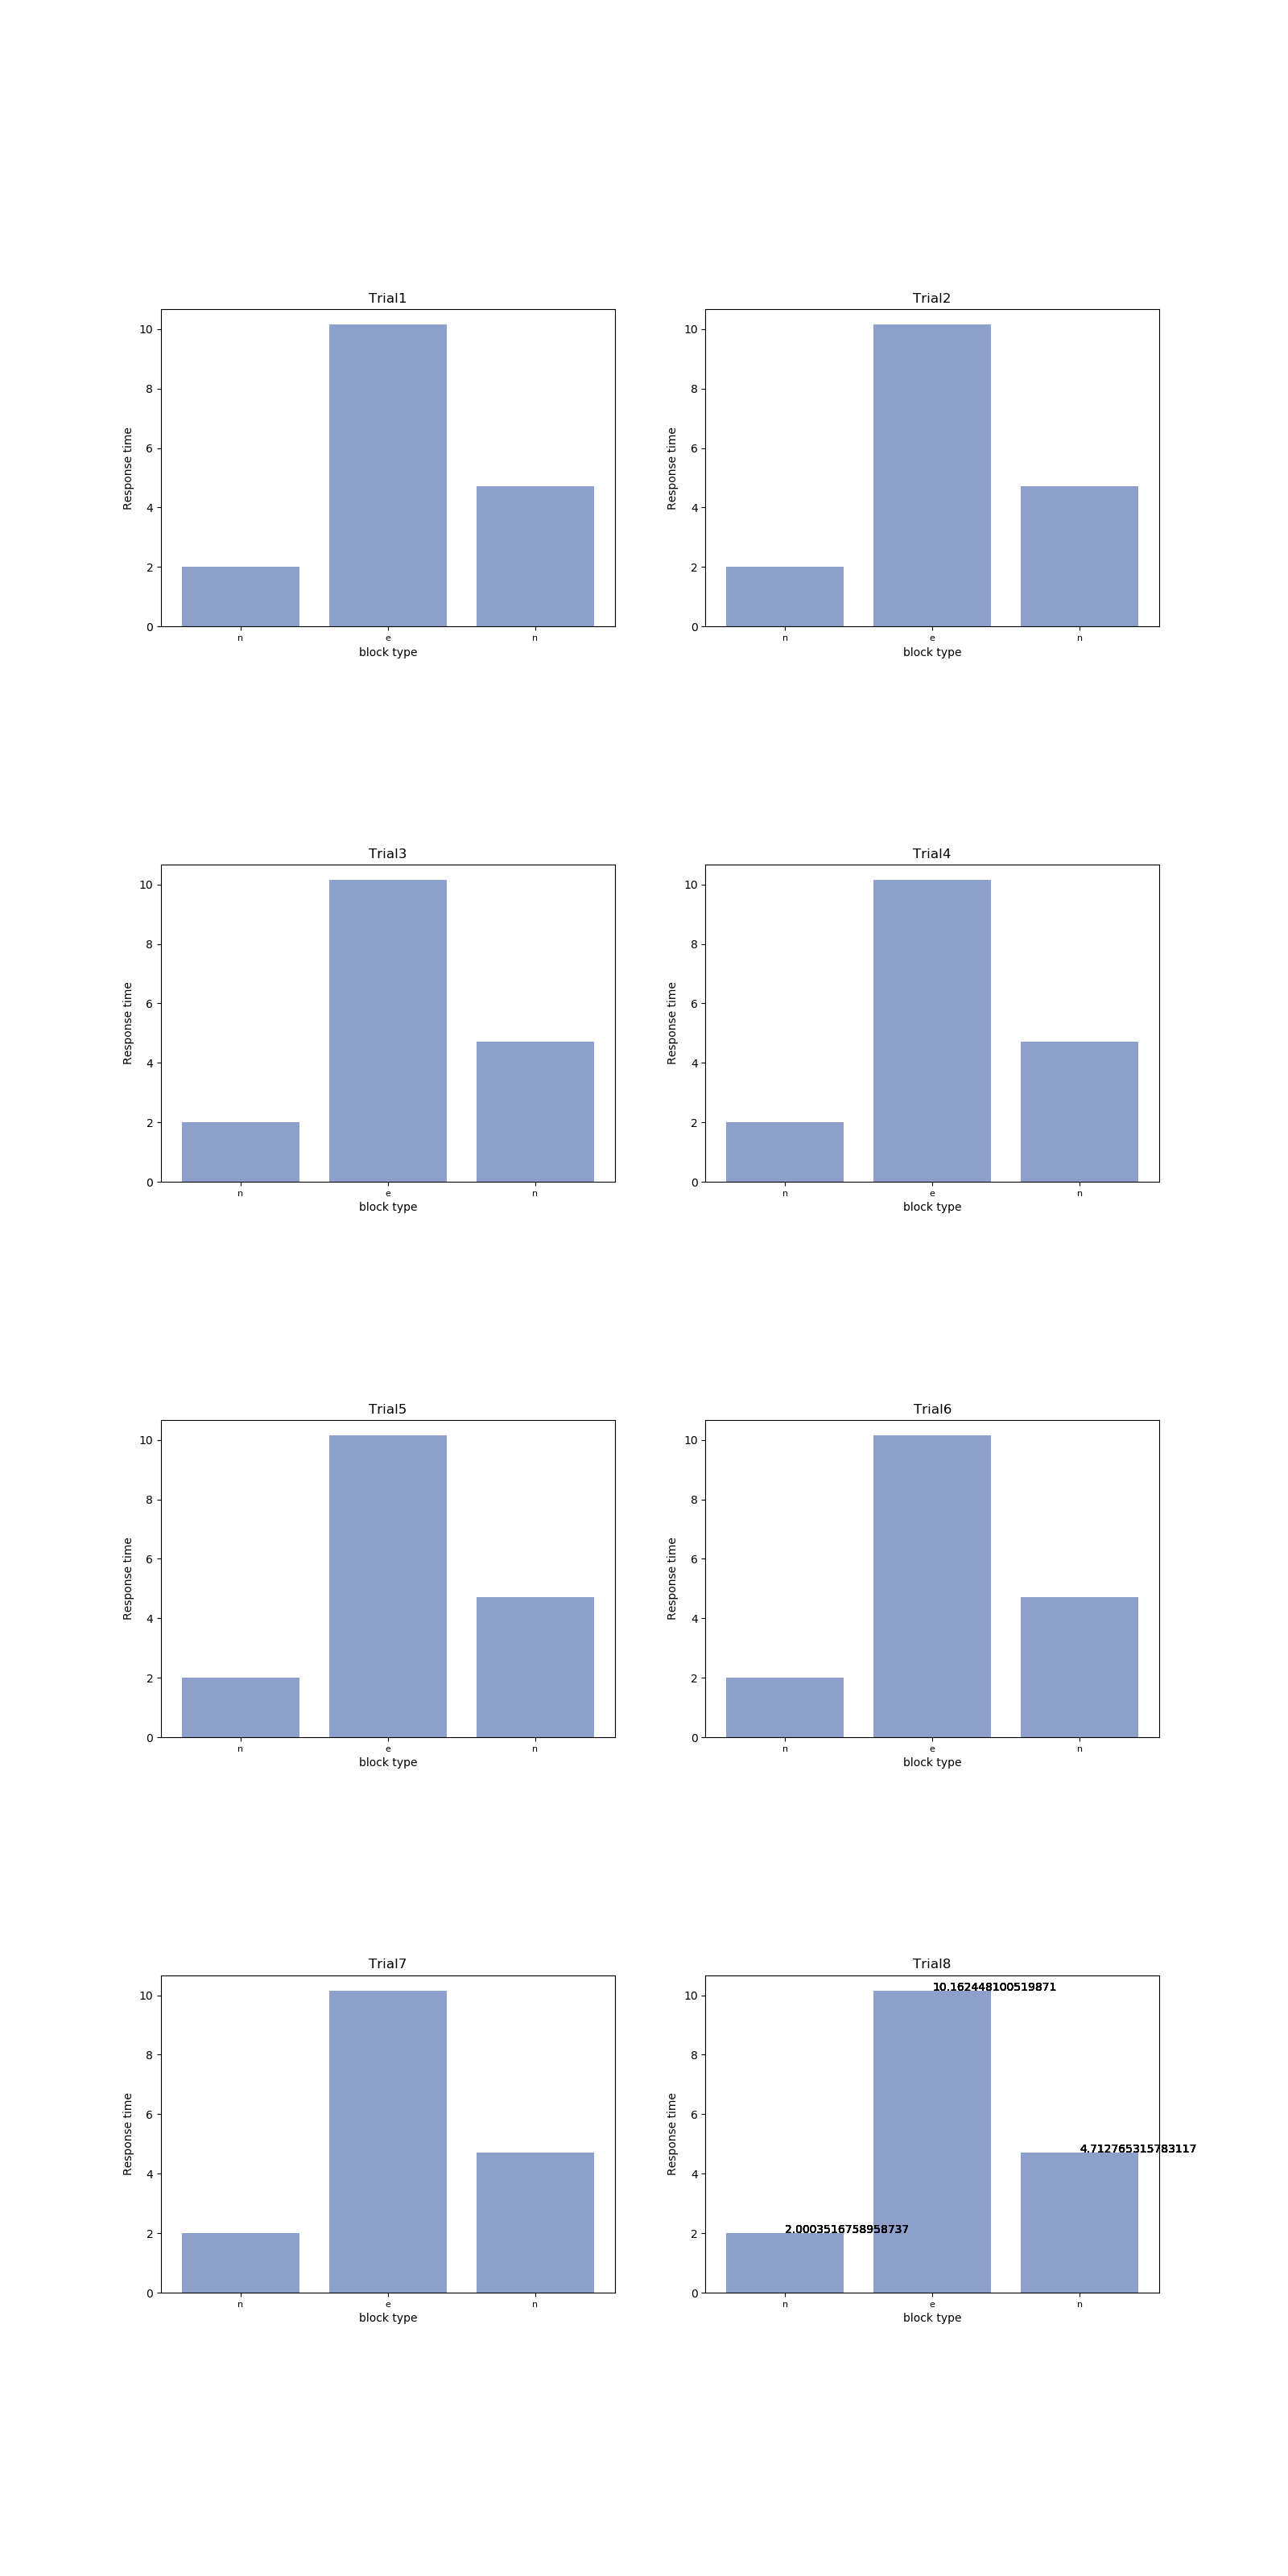 Trial1
10
8
6
4
2
0
Response time
n e n
block type
Trial2
10
8
6
4
2
0
Response time
n e n
block type
Trial3
10
8
6
4
2
0
Response time
n e n
block type
Trial4
10
8
6
4
2
0
Response time
n e n
block type
Trial5
10
8
6
4
2
0
Response time
n e n
block type
Trial6
10
8
6
4
2
0
Response time
n e n
block type
Trial7
10
8
6
4
2
0
Response time
n e n
block type
Trial8
10.162448100519871
4.712765315783117
2.0003516758958737
10
8
6
4
2
0
Response time
n e n
block type